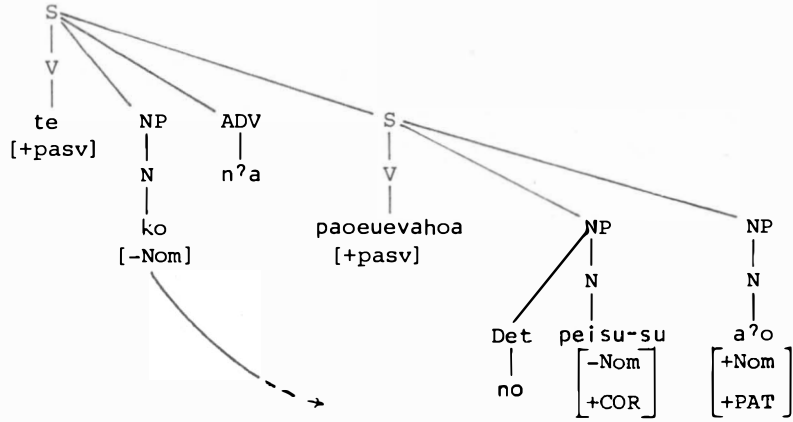 S
V
te NP ADV S
[+pasv]
N nʔa V
ko paoeuevahoa NP NP
[-Nom] [+pasv]
N N
Det peisu-su aʔo
[-Nom] [+Nom]
no
+COR +PAT